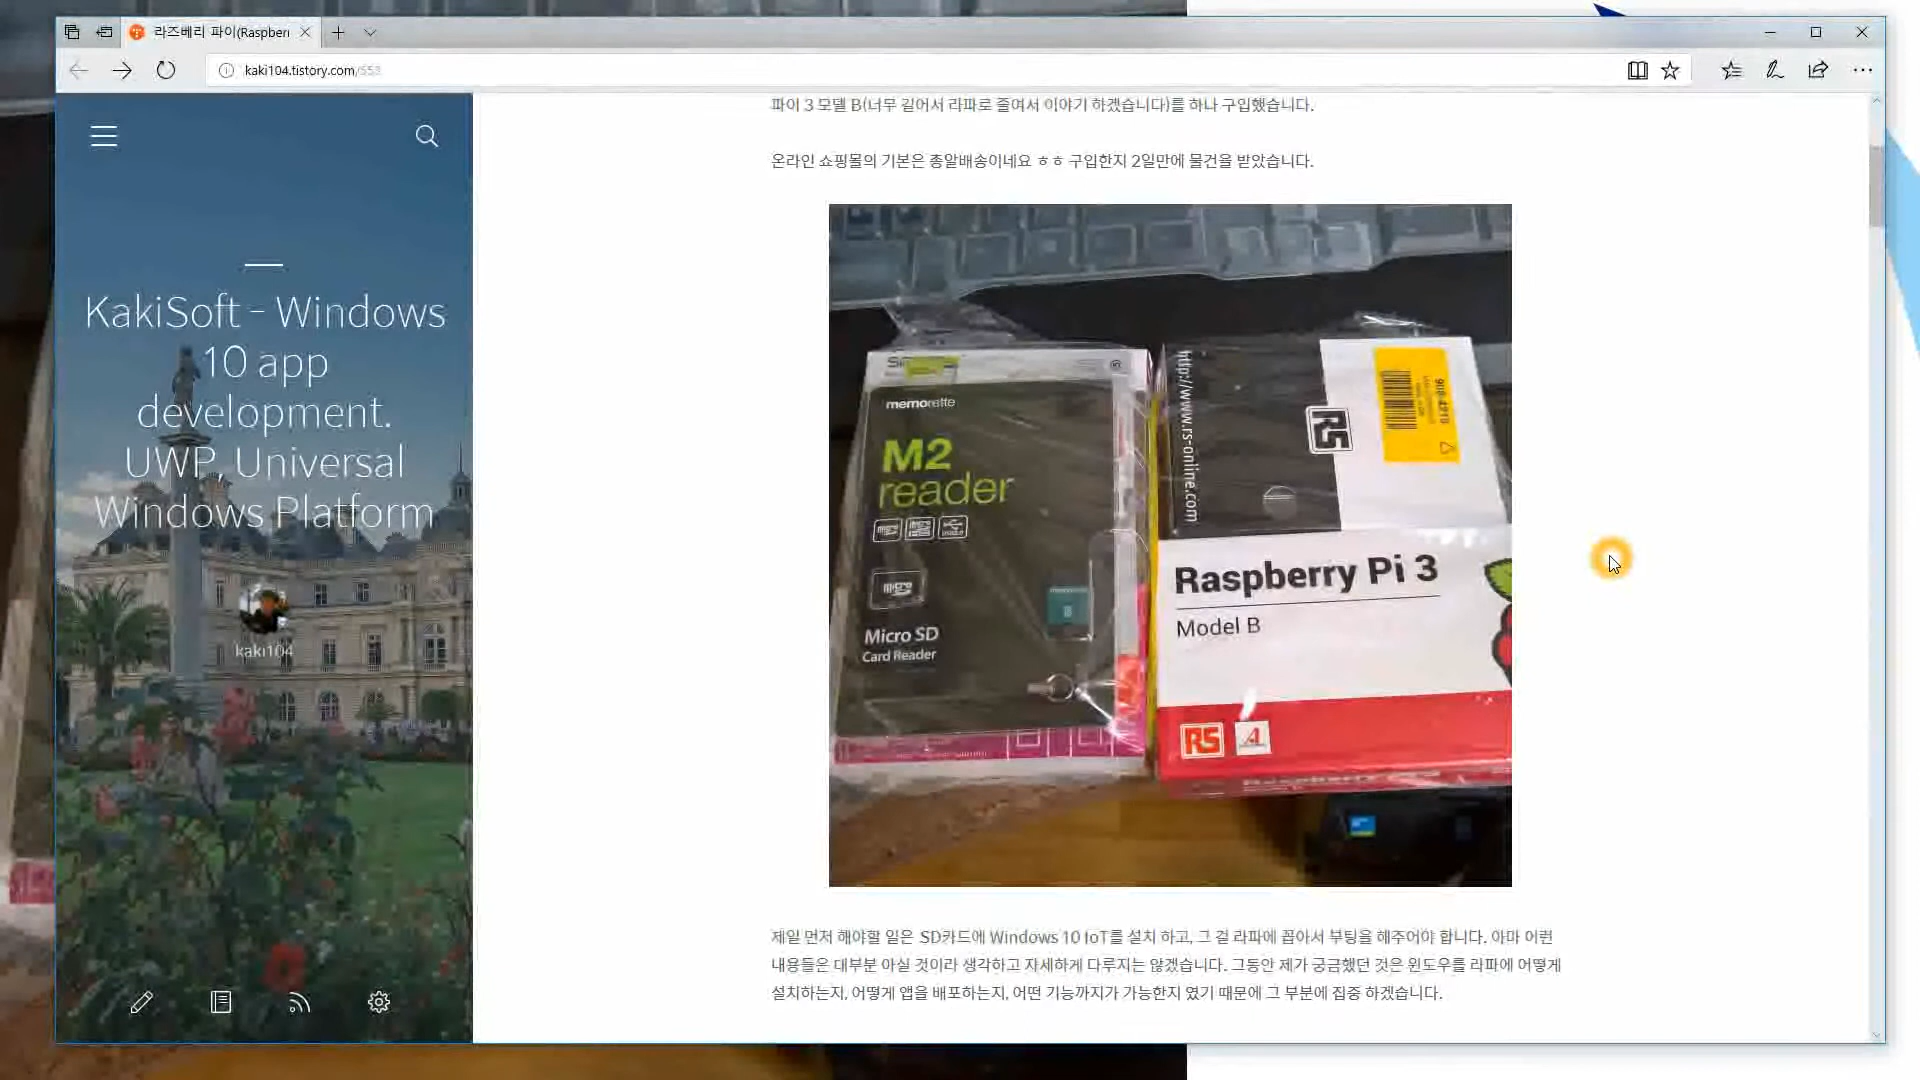 라즈베리 파이(Raspberr
kaki104.tistory.com/553
파이 3 모델 B(너무 길어서 라파로 줄여서 이야기 하겠습니다)를 하나 구입했습니다.
온라인 쇼핑몰의 기본은 총알배송이네요 ㅎㅎ 구입한지 2일만에 물건을 받았습니다.
KakiSoft - Windows
10 app
development.
UWP, Universal
Windows Platform
kaki104
memorette
M2
reader
micro
Micro SD
Card Reader
http://www.rs-online.com
RS
Raspberry Pi 3
Model B
RS
제일 먼저 해야할 일은 SD카드에 Windows 10 IoT를 설치 하고, 그 걸 라파에 꼽아서 부팅을 해주어야 합니다. 아마 이런
내용들은 대부분 아실 것이라 생각하고 자세하게 다루지는 않겠습니다. 그동안 제가 궁금했던 것은 윈도우를 라파에 어떻게
설치하는지, 어떻게 앱을 배포하는지, 어떤 기능까지가 가능한지 였기 때문에 그 부분에 집중 하겠습니다.